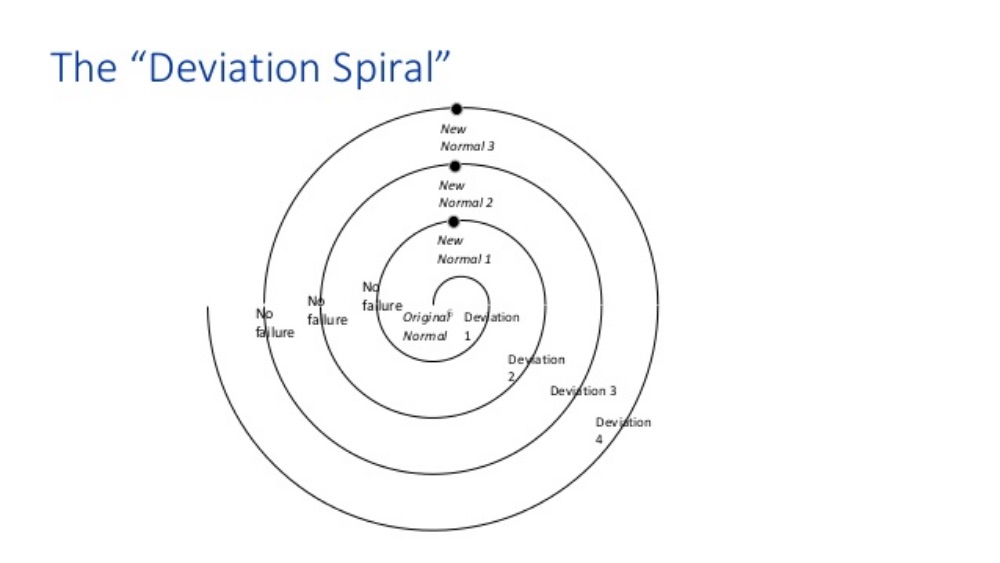 The “Deviation Spiral”
New
Normal 3
New
Normal 2
New
Normal 1
No
failure
No
failure
No
failure
Original
Normal
Deviation
1
Deviation
2
Deviation 3
Deviation
4